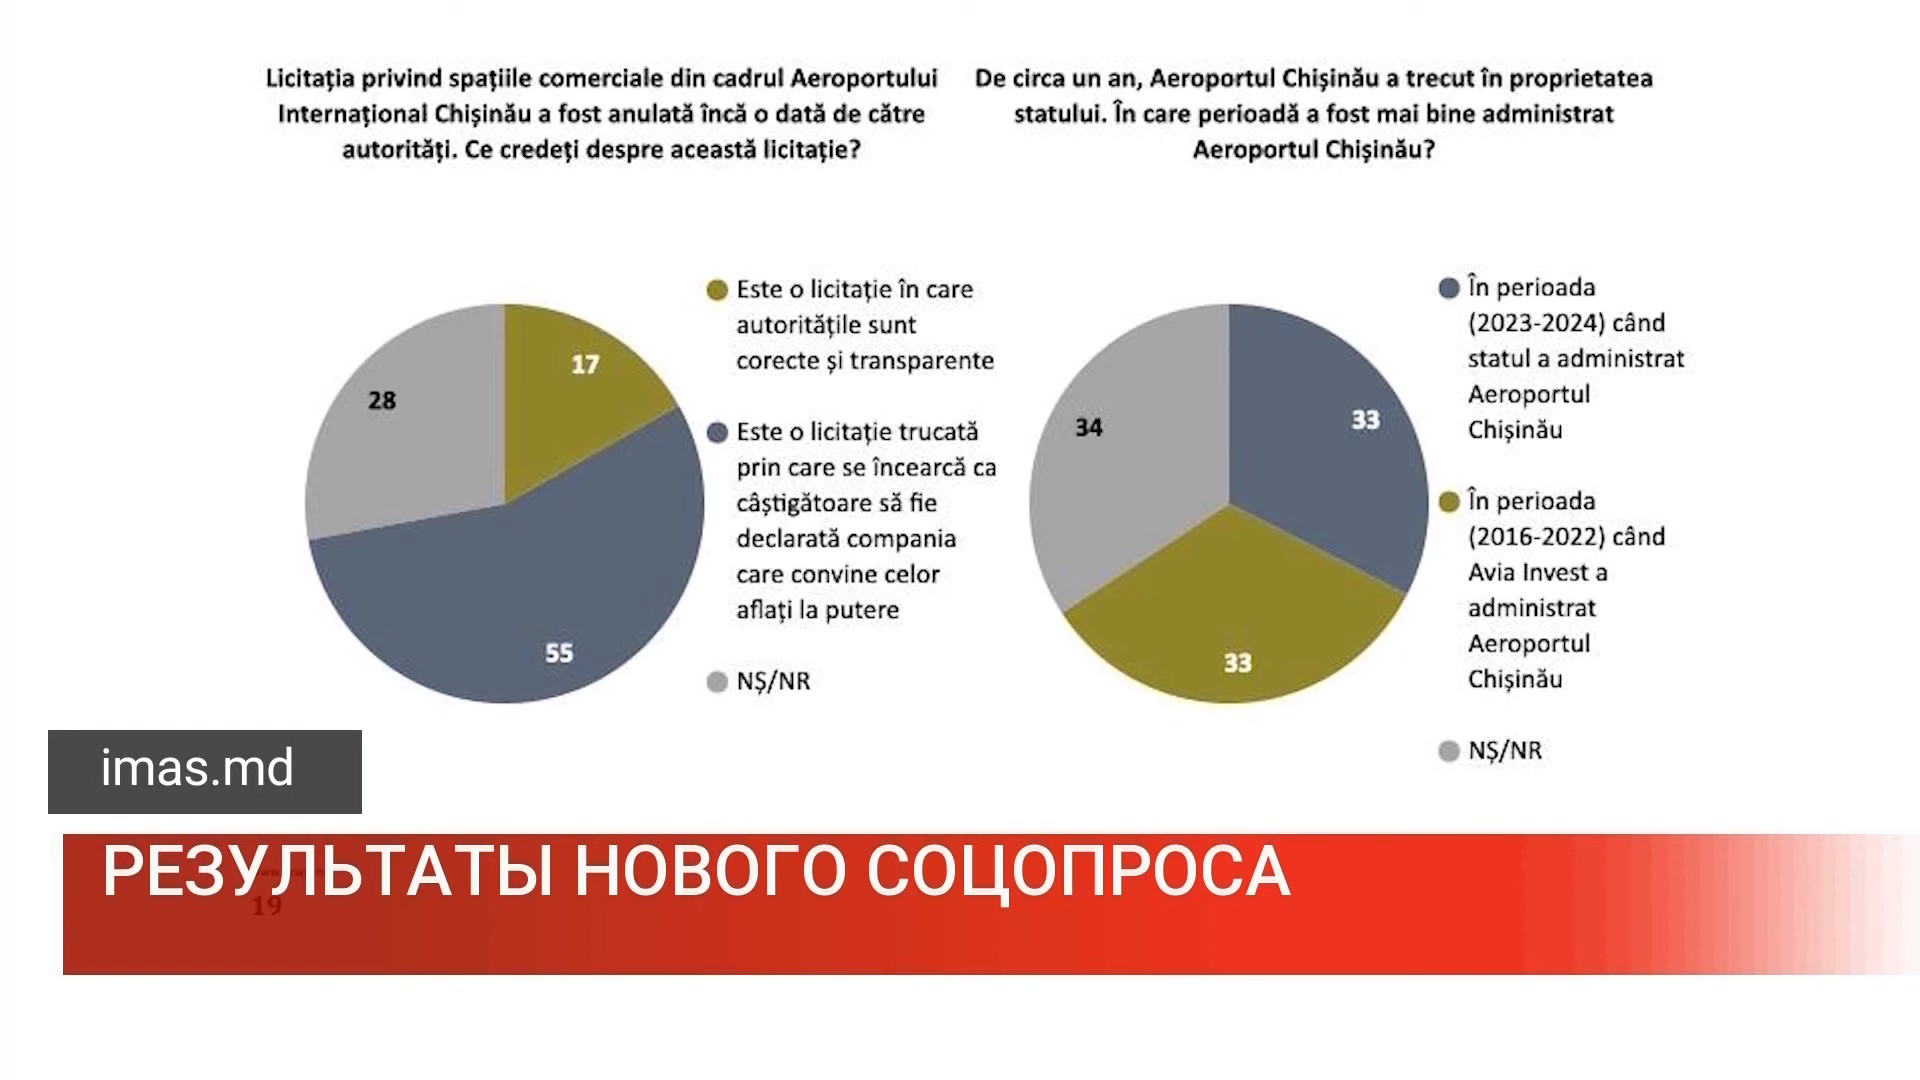 Licitația privind spațiile comerciale din cadrul Aeroportului
Internațional Chișinău a fost anulată încă o dată de către
autorități. Ce credeți despre această licitație?
De circa un an, Aeroportul Chișinău a trecut în proprietatea
statului. În care perioadă a fost mai bine administrat
Aeroportul Chișinău?
17
28
55
Este o licitație în care
autoritățile sunt
corecte și transparente
Este o licitație trucată
prin care se încearcă ca
câștigătoare să fie
declarată compania
care convine celor
aflați la putere
NȘ/NR
34
33
33
În perioada
(2023-2024) când
statul a administrat
Aeroportul
Chișinău
În perioada
(2016-2022) când
Avia Invest a
administrat
Aeroportul
Chișinău
NȘ/NR
imas.md
РЕЗУЛЬТАТЫ НОВОГО СОЦОПРОСА
19